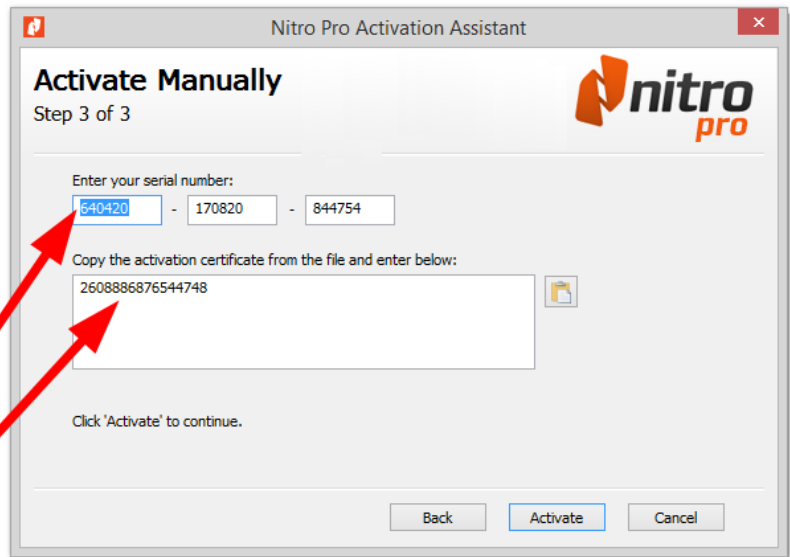 Nitro Pro Activation Assistant
Activate Manually
Step 3 of 3
nitro
pro
Enter your serial number:
640420 - 170820 - 844754
Copy the activation certificate from the file and enter below:
2608886876544748
Click 'Activate' to continue.
Back Activate Cancel